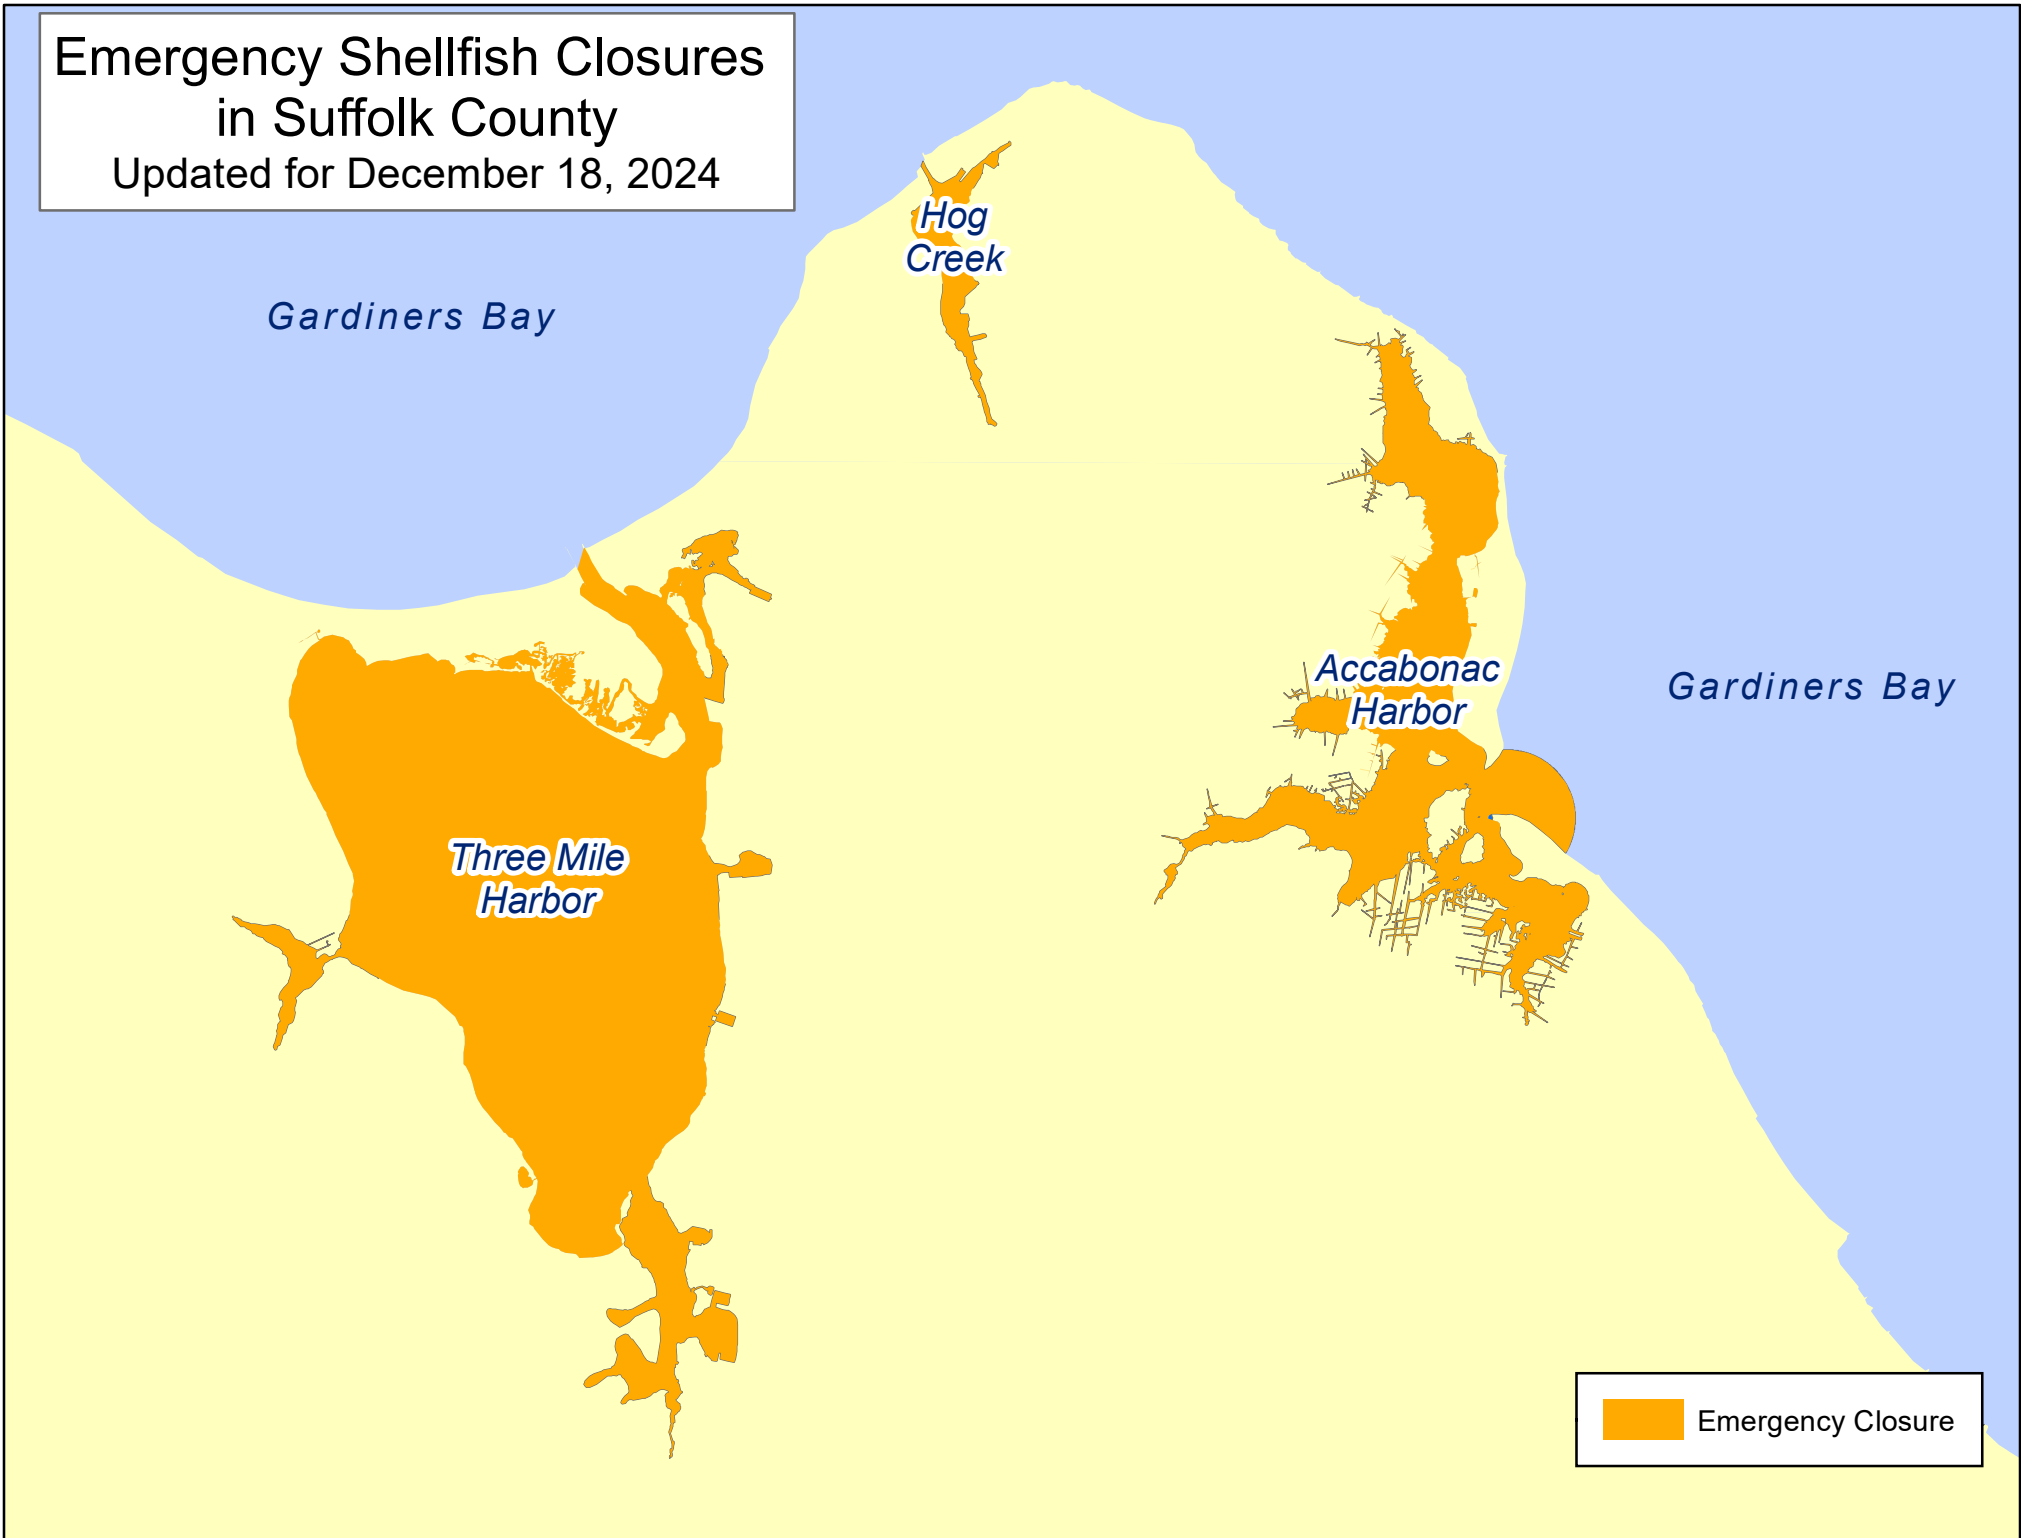 Emergency Shellfish Closures
in Suffolk County
Updated for December 18, 2024
Hog
Creek
Gardiners Bay
Accabonac
Harbor
Gardiners Bay
Three Mile
Harbor
Emergency Closure